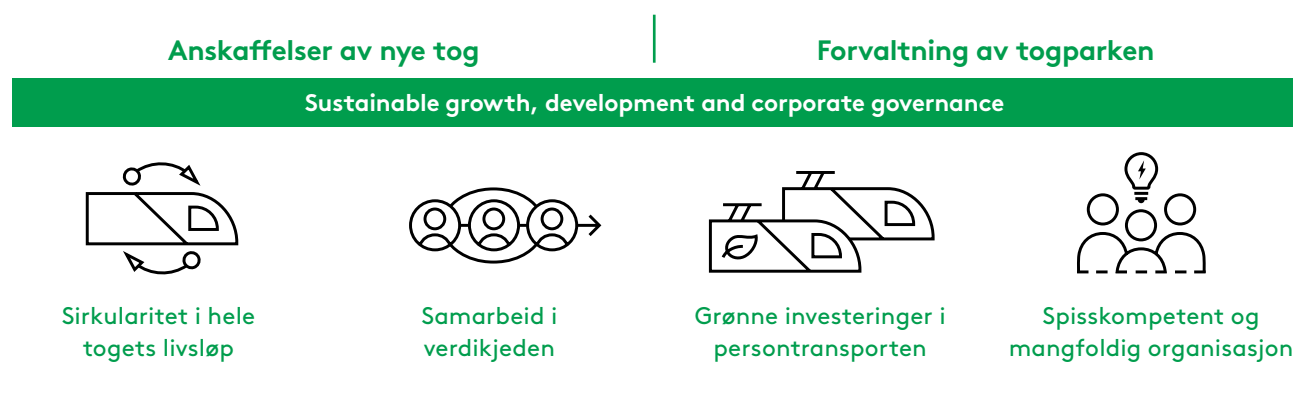 Anskaffelser av nye tog
Forvaltning av togparken
Sustainable growth, development and corporate governance
Sirkularitet i hele
togets livsløp
Samarbeid i
verdikjeden
Grønne investeringer i
persontransporten
Spisskompetent og
mangfoldig organisasjon